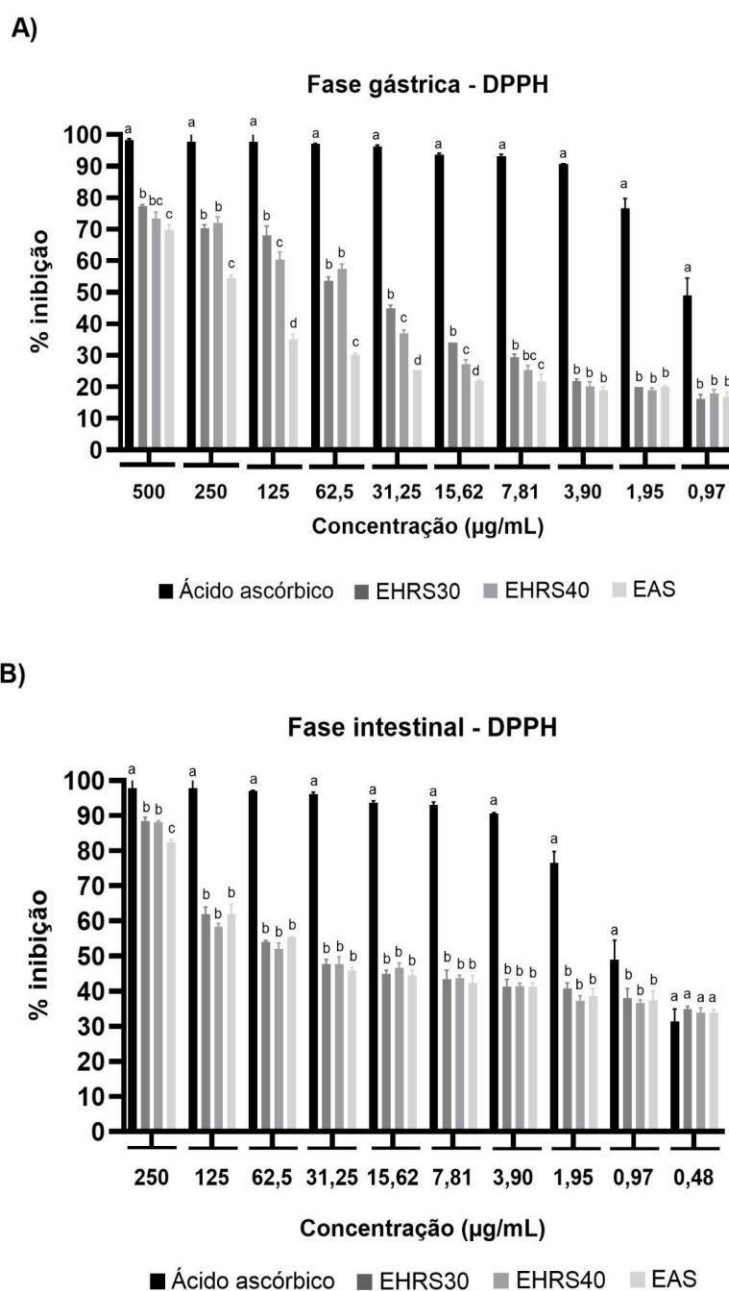 A)
Fase gástrica - DPPH
% inibição
100
90
80
70
60
50
40
30
20
10
0
a b bc c
a b b c
a b c d
a b b c
a b c d
a b c d
a b bc c
a b b b
a b b b
a b b b
500 250 125 62,5 31,25 15,62 7,81 3,90 1,95 0,97
Concentração (µg/mL)
Ácido ascórbico EHRS30 EHRS40 EAS
B)
Fase intestinal - DPPH
% inibição
100
90
80
70
60
50
40
30
20
10
0
a b b c
a b b b
a b b b
a b b b
a b b b
a b b b
a b b b
a b b b
a b b b
a a a a
250 125 62,5 31,25 15,62 7,81 3,90 1,95 0,97 0,48
Concentração (µg/mL)
Ácido ascórbico EHRS30 EHRS40 EAS